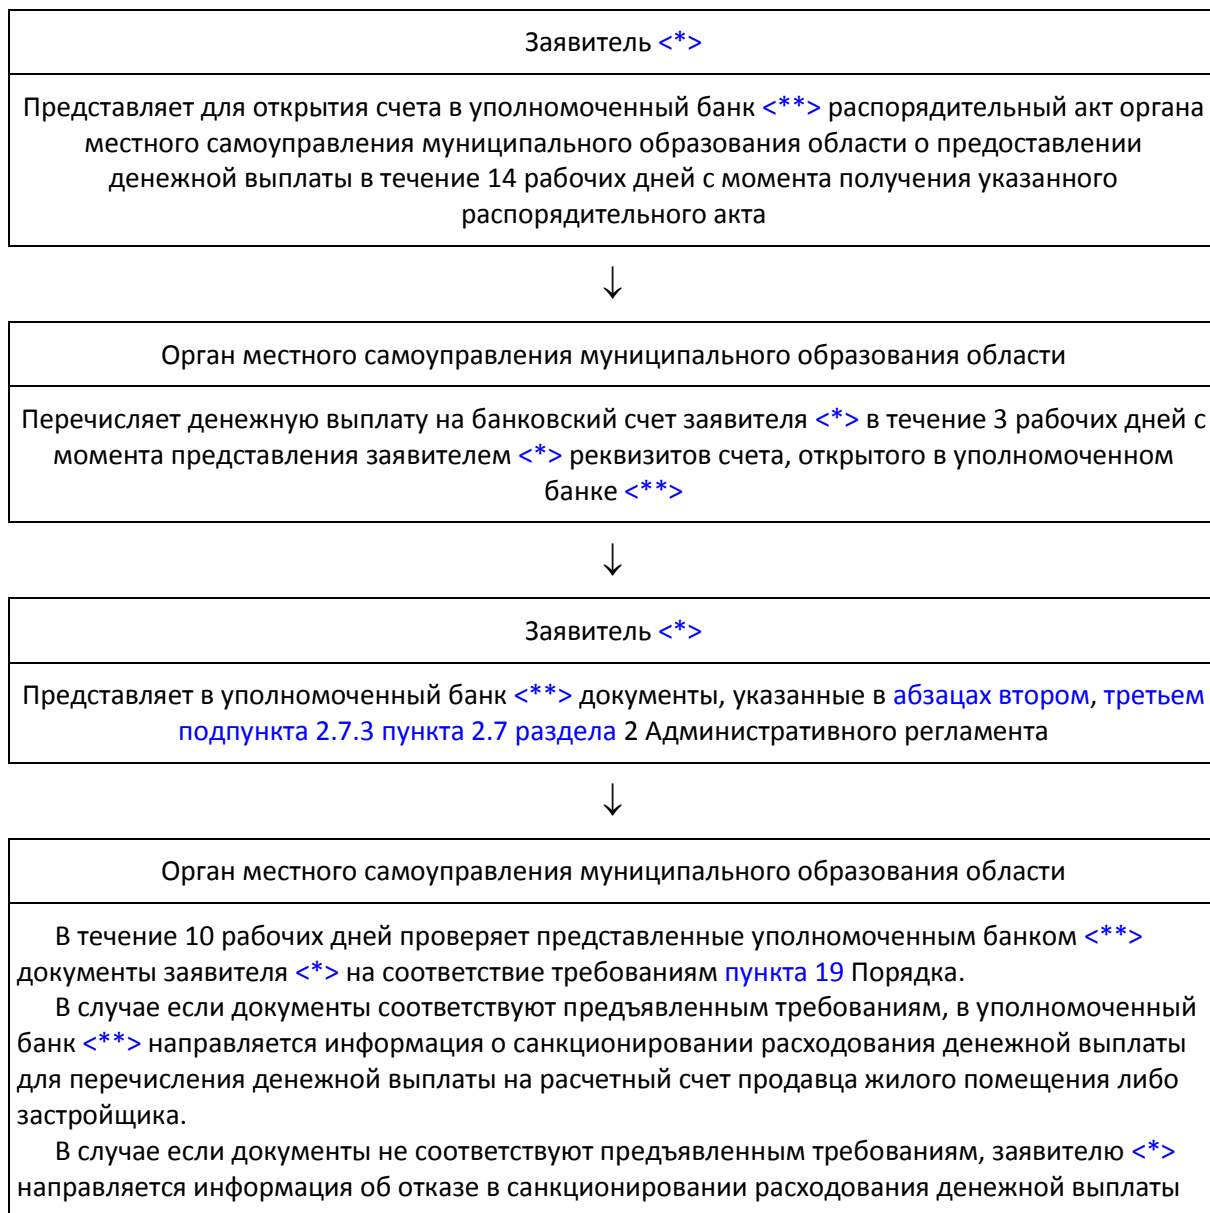 Заявитель <*>
Представляет для открытия счета в уполномоченный банк <**> распорядительный акт органа
местного самоуправления муниципального образования области о предоставлении
денежной выплаты в течение 14 рабочих дней с момента получения указанного
распорядительного акта
↓
Орган местного самоуправления муниципального образования области
Перечисляет денежную выплату на банковский счет заявителя <*> в течение 3 рабочих дней с
момента представления заявителем <*> реквизитов счета, открытого в уполномоченном
банке <**>
↓
Заявитель <*>
Представляет в уполномоченный банк <**> документы, указанные в абзацах втором, третьем
подпункта 2.7.3 пункта 2.7 раздела 2 Административного регламента
↓
Орган местного самоуправления муниципального образования области
В течение 10 рабочих дней проверяет представленные уполномоченным банком <**>
документы заявителя <*> на соответствие требованиям пункта 19 Порядка.
В случае если документы соответствуют предъявленным требованиям, в уполномоченный
банк <**> направляется информация о санкционировании расходования денежной выплаты
для перечисления денежной выплаты на расчетный счет продавца жилого помещения либо
застройщика.
В случае если документы не соответствуют предъявленным требованиям, заявителю <*>
направляется информация об отказе в санкционировании расходования денежной выплаты